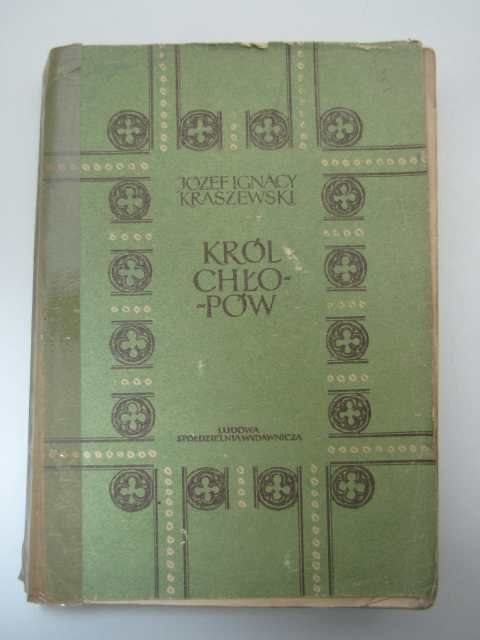 JÓZEF IGNACY
KRASZEWSKI
KRÓL
CHŁO-
-PÓW
LUDOWA
SPÓŁDZIELNIA WYDAWNICZA